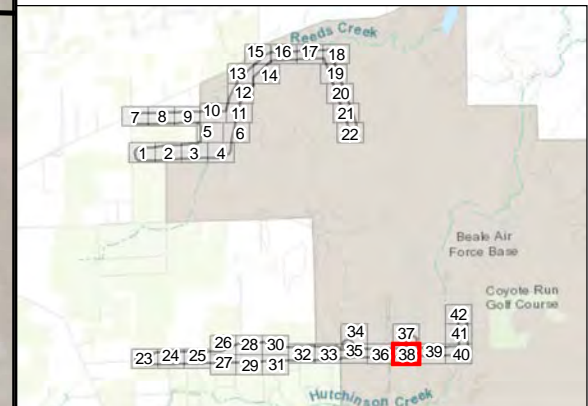 Reeds Creek
15 16 17 18
13 14 19
12 20
7 8 9 10 11 21
5 6 22
1 2 3 4
Beale Air
Force Base
Coyote Run
Golf Course
42
26 28 30 34 37 41
23 24 25 27 29 31 32 33 35 36 38 39 40
Hutchinson Creek